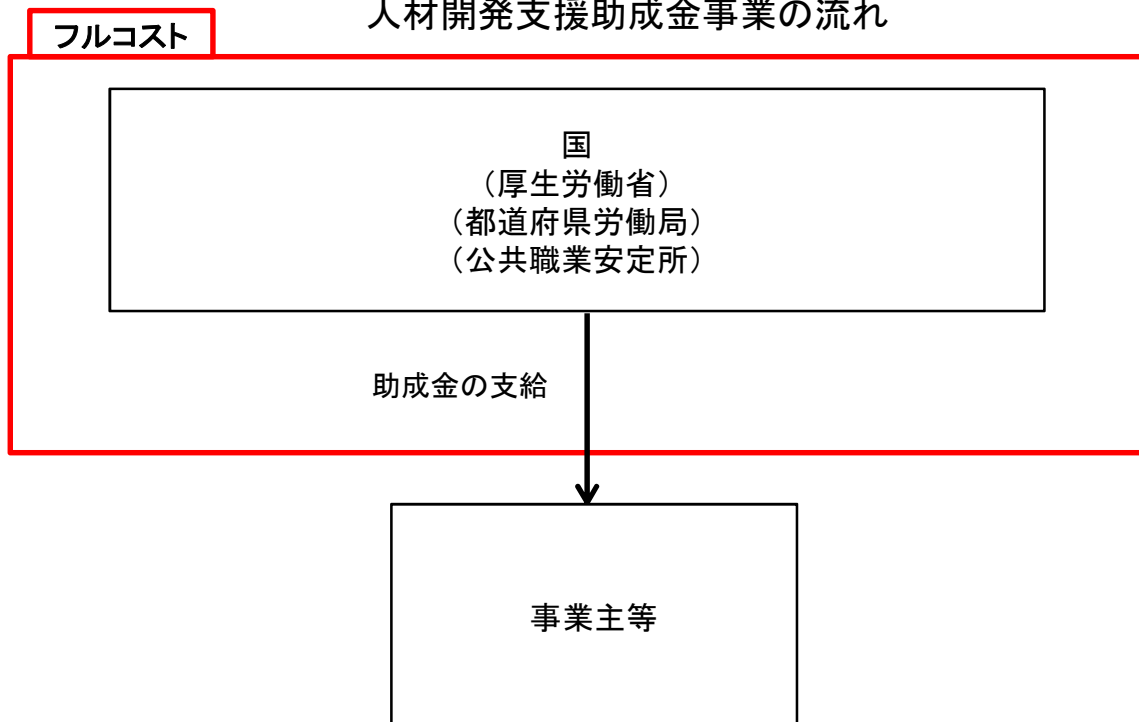 人材開発支援助成金事業の流れ
フルコスト
国
（厚生労働省）
（都道府県労働局）
（公共職業安定所）
助成金の支給
事業主等